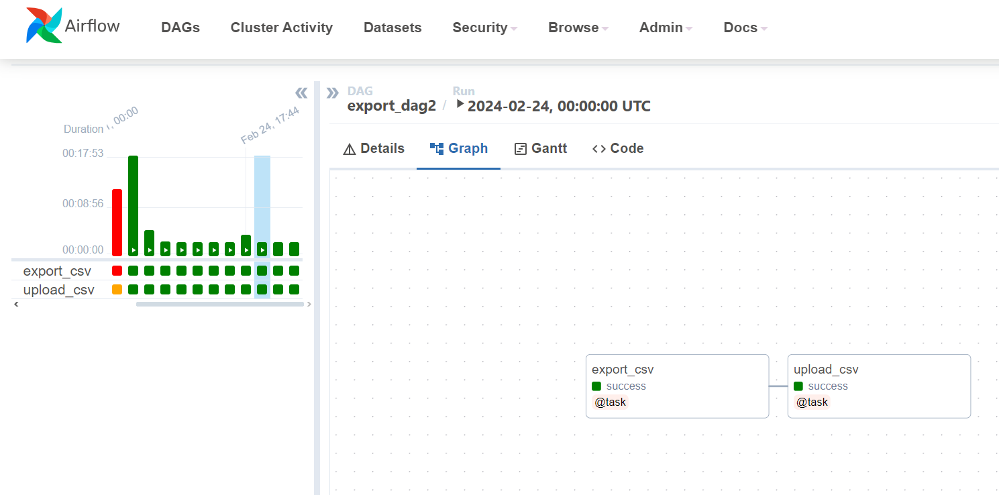 Airflow
DAGs
Cluster Activity
Datasets
Security
Browse
Admin
Docs
DAG
export_dag2 /
Run
2024-02-24, 00:00:00 UTC
Details
Graph
Gantt
Code
Duration
, 00:00
Feb 24, 17:44
00:17:53
00:08:56
00:00:00
export_csv
upload_csv
export_csv
success
@task
upload_csv
success
@task